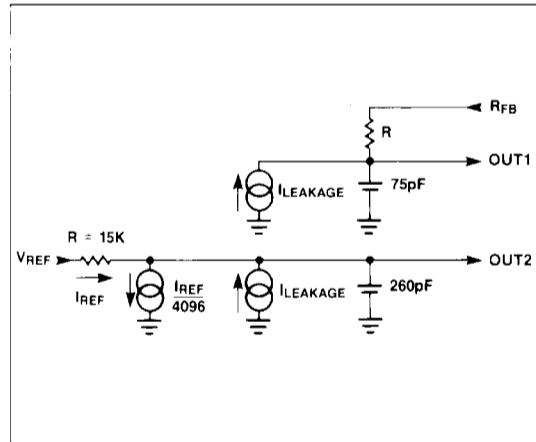 RFB
R
OUT1
ILEAKAGE
75pF
R = 15K
VREF
OUT2
IREF
IREF
4096
ILEAKAGE
260pF